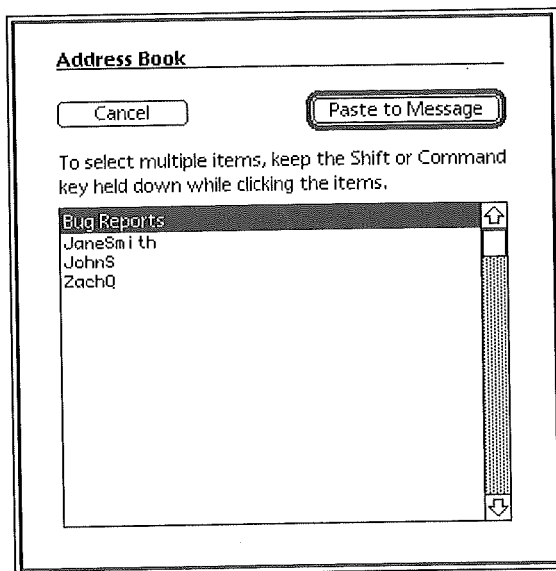 Address Book
Cancel
Paste to Message
To select multiple items, keep the Shift or Command
key held down while clicking the items.
Bug Reports
JaneSmith
JohnS
ZachQ